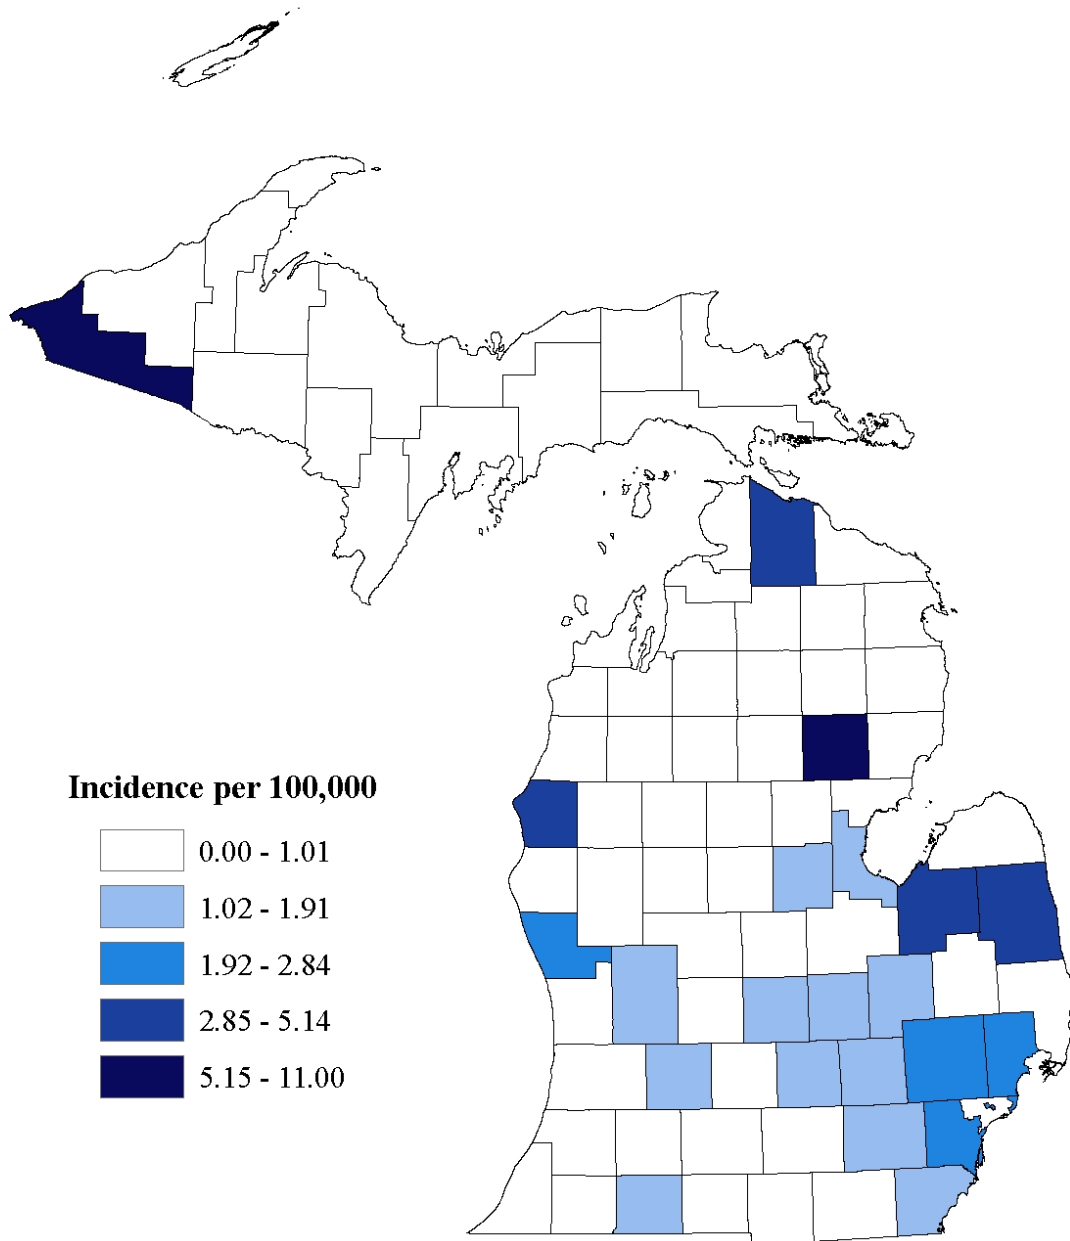 Incidence per 100,000
0.00 - 1.01
1.02 - 1.91
1.92 - 2.84
2.85 - 5.14
5.15 - 11.00